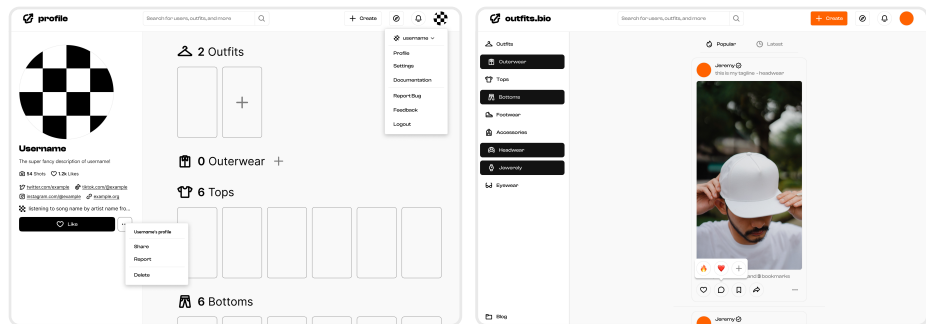 profile
Search for users, outfits,and more
Create
username
Profile
Settings
Documentation
Report Bug
Feedback
Logout
2 Outfits
Username
The super fancy description of username!
54 Shots
1.2k Likes
twitter.com/example
tiktok.com/@example
instagram.com/@example
example.org
listening to song name by artist name fro...
Like
Username's profile
Share
Report
Delete
0 Outerwear
6 Tops
6 Bottoms
outfits.bio
Search for users, outfits,and more
Create
Outfits
Outerwear
Tops
Bottoms
Footwear
Accessories
Headwear
Jewerely
Eyewear
Blog
Popular
Latest
Jeremy
this is my tagline - headwear
and 9 bookmarks
Jeremy